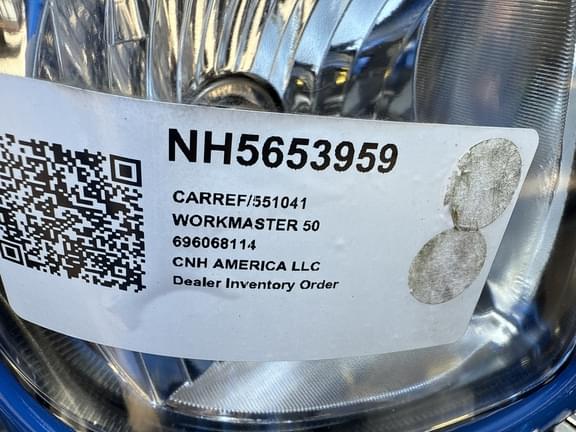 NH5653959
CARREF/551041
WORKMASTER 50
696068114
CNH AMERICA LLC
Dealer Inventory Order